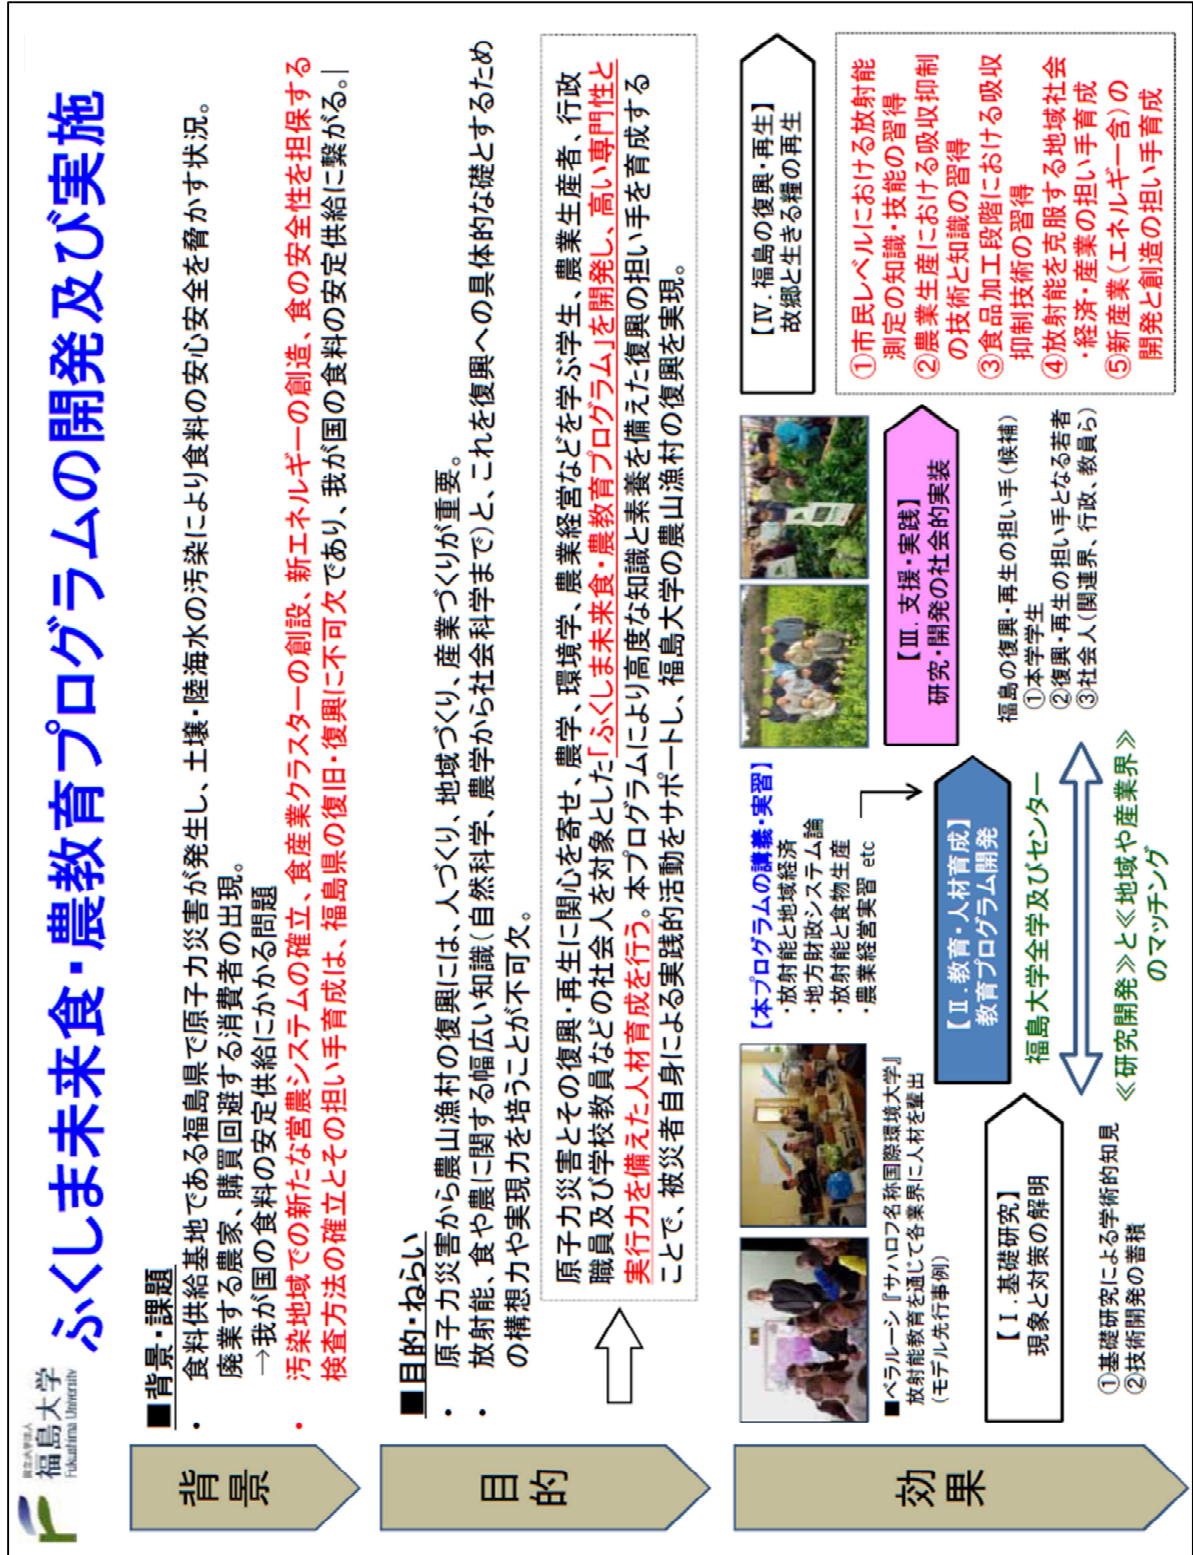 国立大学法人
福島大学
Fukushima University
ふくしま未来食・農教育プログラムの開発及び実施
背景
■背景・課題
・ 食料供給基地である福島県で原子力災害が発生し、土壌・陸海水の汚染により食料の安心安全を脅かす状況。
廃業する農家、購買回避する消費者の出現。
→我が国の食料の安定供給にかかる問題
・ 汚染地域での新たな営農システムの確立、食産業クラスターの創設、新エネルギーの創造、食の安全性を担保する
検査方法の確立とその担い手育成は、福島県の復旧・復興に不可欠であり、我が国の食料の安定供給に繋がる。
目的
■目的・ねらい
・ 原子力災害から農山漁村の復興には、人づくり、地域づくり、産業づくりが重要。
・ 放射能、食や農に関する幅広い知識(自然科学、農学から社会科学まで)と、これを復興への具体的な礎とするため
の構想力や実現力を培うことが不可欠。
原子力災害とその復興・再生に関心を寄せ、農学、環境学、農業経営などを学ぶ学生、農業生産者、行政
職員及び学校教員などの社会人を対象とした「ふくしま未来食・農教育プログラム」を開発し、高い専門性と
実行力を備えた人材育成を行う。本プログラムにより高度な知識と素養を備えた復興の担い手を育成する
ことで、被災者自身による実践的活動をサポートし、福島大学の農山漁村の復興を実現。
効果
■ベラルーシ『サハロフ名称国際環境大学』
放射能教育を通じて各業界に人材を輩出
(モデル先行事例)
【Ⅰ.基礎研究】
現象と対策の解明
①基礎研究による学術的知見
②技術開発の蓄積
【本プログラムの講義・実習】
・放射能と地域経済
・地方財政システム論
・放射能と食物生産
・農業経営実習 etc
【Ⅱ.教育・人材育成】
教育プログラム開発
福島大学全学及びセンター
≪研究開発≫と≪地域や産業界≫
のマッチング
【Ⅲ.支援・実践】
研究・開発の社会的実装
福島の復興・再生の担い手(候補)
①本学学生
②復興・再生の担い手となる若者
③社会人(関連界、行政、教員ら)
【Ⅳ.福島の復興・再生】
故郷と生きる糧の再生
①市民レベルにおける放射能
測定の知識・技能の習得
②農業生産における吸収抑制
の技術と知識の習得
③食品加工段階における吸収
抑制技術の習得
④放射能を克服する地域社会
・経済・産業の担い手育成
⑤新産業(エネルギー含)の
開発と創造の担い手育成